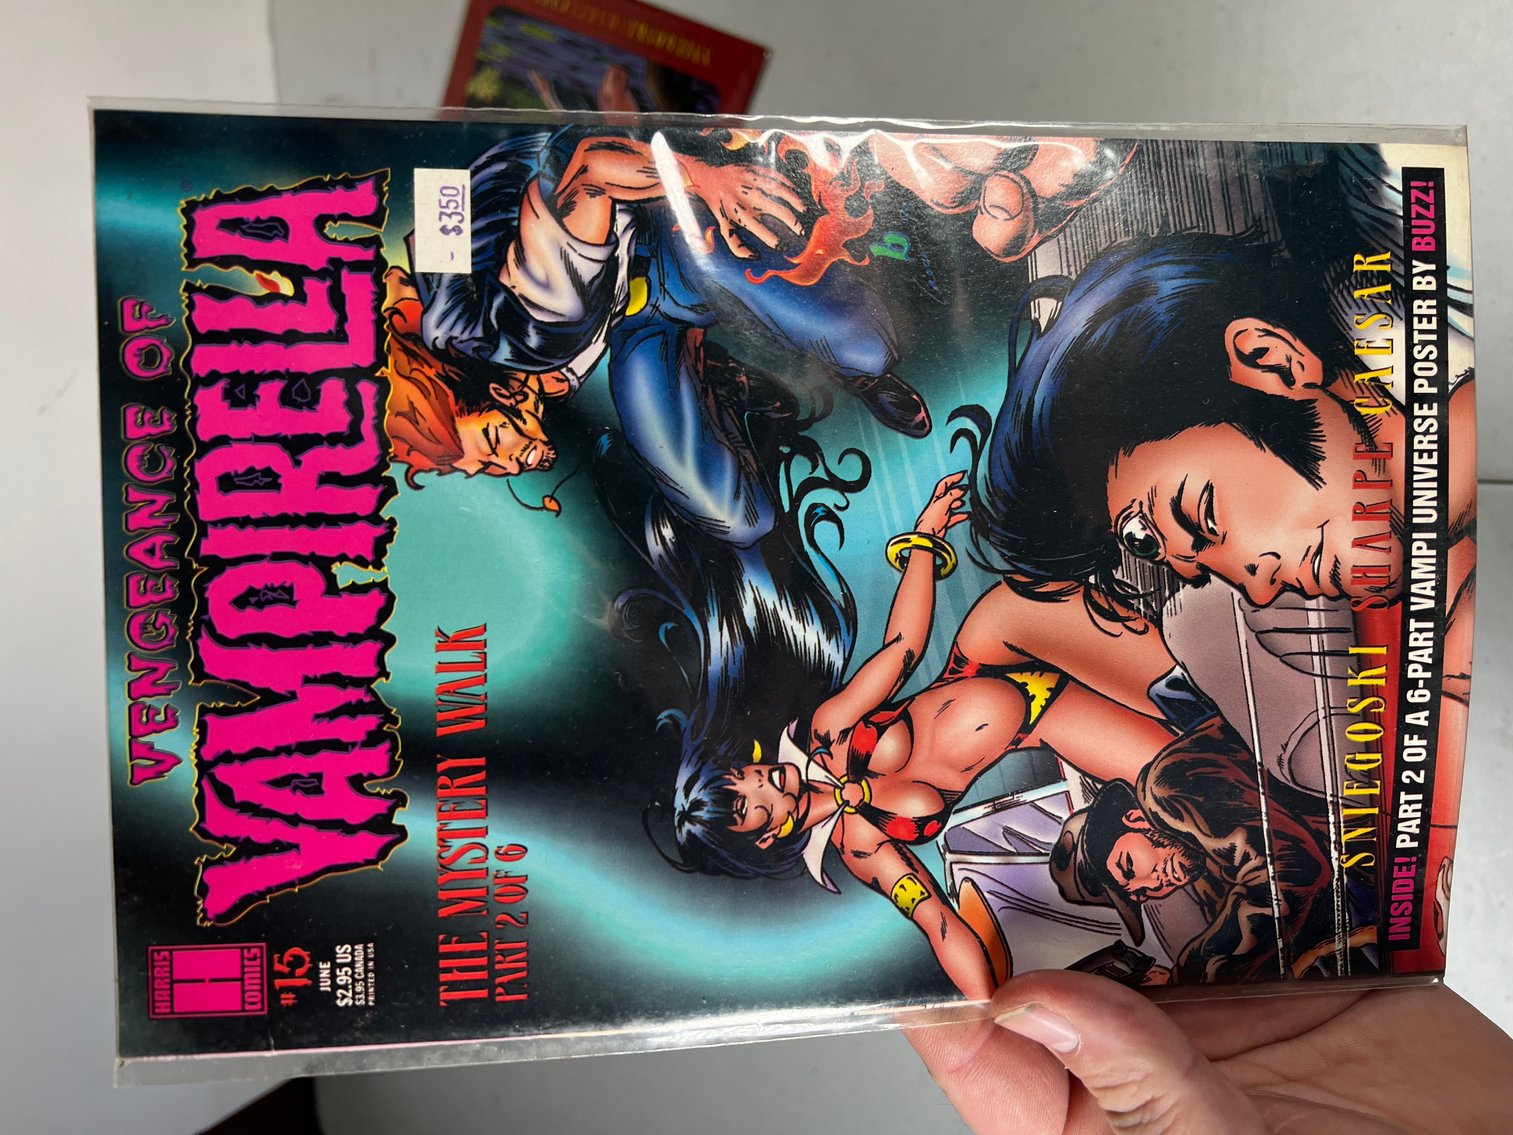 VENGEANCE OF
VAMPIRELLA®
HARRIS
H
COMICS
#15
JUNE
$2.95 US
$3.95 CANADA
PRINTED IN USA
- $350
THE MYSTERY WALK
PART 2 OF 6
b
SNIEGOSKI SHARPE CAESAR
INSIDE! PART 2 OF A 6-PART VAMPI UNIVERSE POSTER BY BUZZ!